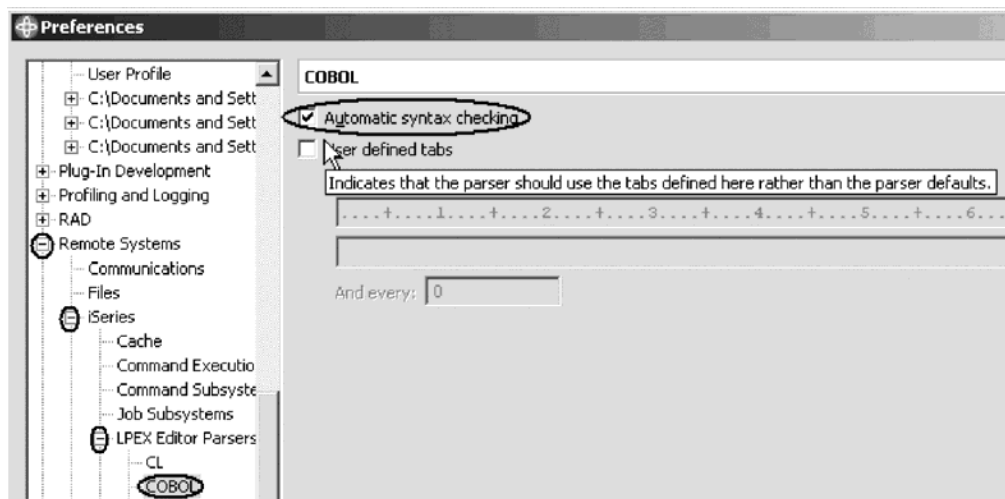 Preferences
User Profile
C:\Documents and Sett
C:\Documents and Sett
C:\Documents and Sett
Plug-In Development
Profiling and Logging
RAD
Remote Systems
Communications
Files
iSeries
Cache
Command Executio
Command Subsyste
Job Subsystems
LPEX Editor Parsers
CL
COBOL
COBOL
Automatic syntax checking
User defined tabs
Indicates that the parser should use the tabs defined here rather than the parser defaults.
....+....1....+....2....+....3....+....4....+....5....+....6...
And every: 0